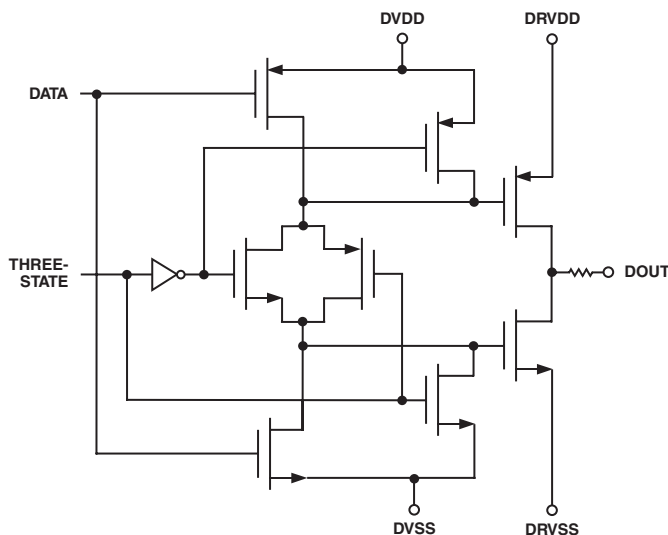 DVDD
DRVDD
DATA
THREE-
STATE
DOUT
DVSS
DRVSS